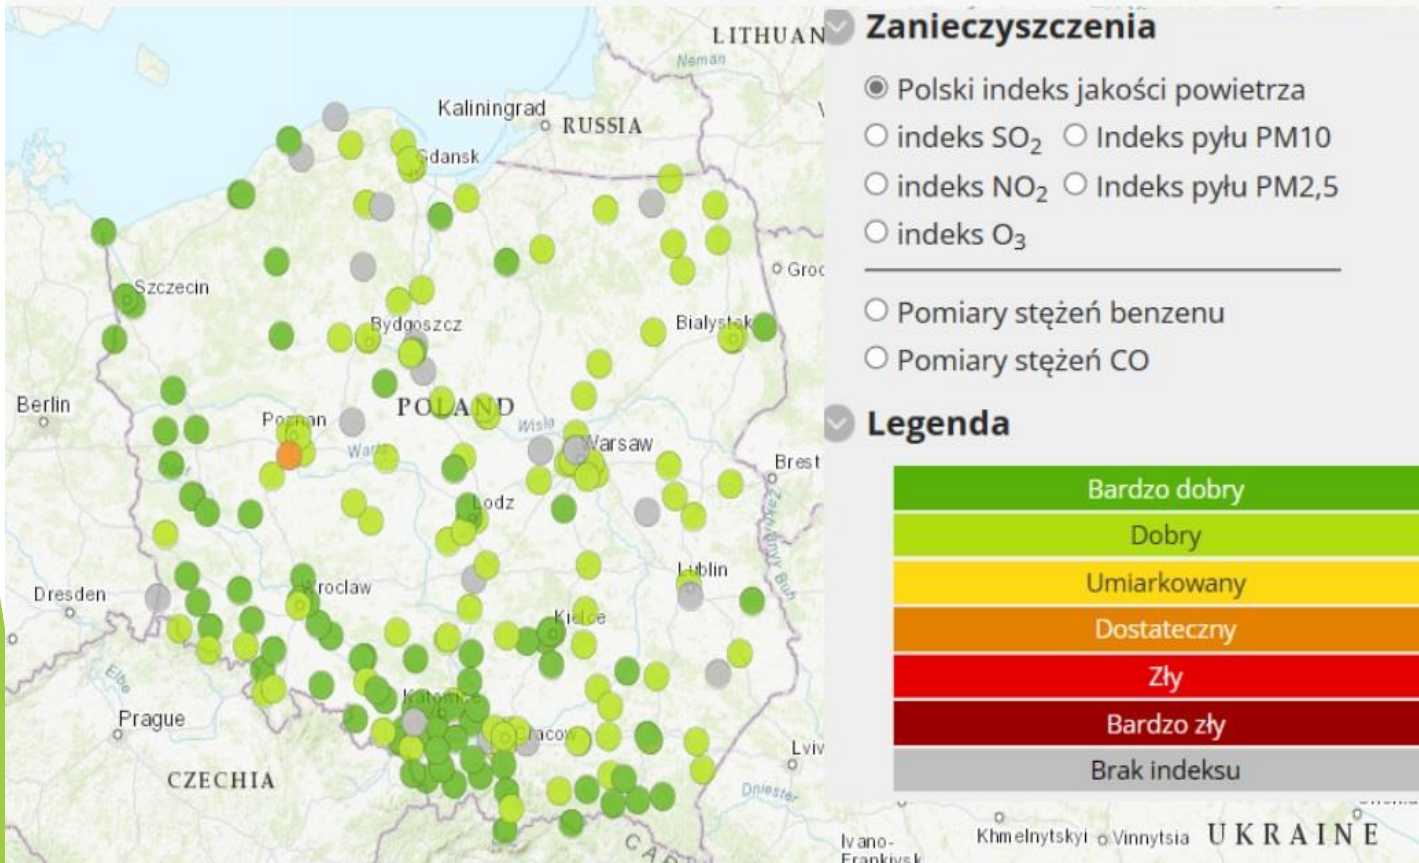 LITHUAN
Neman
Kaliningrad
RUSSIA
Gdansk
Szczecin
Groc
Bydgoszcz
Bialystok
Berlin
POLAND
Poznan
Wisla
Warta
Warsaw
Brest
Lodz
Dresden
Wroclaw
Lublin
Kielce
Elbe
Katowice
Prague
Cracow
Lviv
CZECHIA
Dniester
CAR
Zanieczyszczenia
Polski indeks jakości powietrza
indeks SO₂ Indeks pyłu PM10
indeks NO₂ Indeks pyłu PM2,5
indeks O₃
Pomiary stężeń benzenu
Pomiary stężeń CO
Legenda
Bardzo dobry
Dobry
Umiarkowany
Dostateczny
Zły
Bardzo zły
Brak indeksu
Ivano-
Frankivsk
Khmelnytskyi Vinnytsia UKRAINE